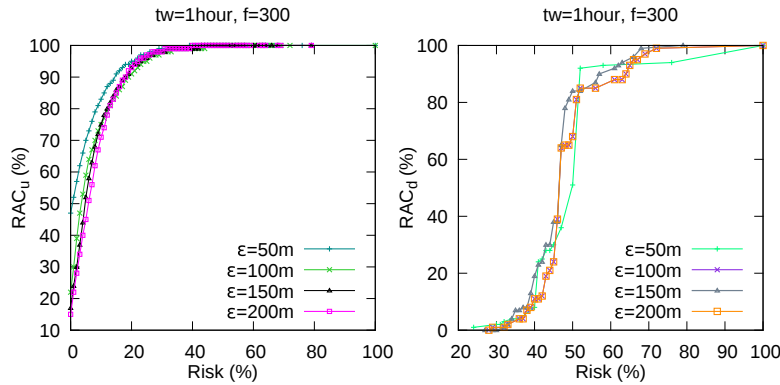 tw=1hour, f=300
RAC_u (%)
100
90
80
70
60
50
40
30
20
10
0 20 40 60 80 100
Risk (%)
ε=50m
ε=100m
ε=150m
ε=200m
tw=1hour, f=300
RAC_d (%)
100
80
60
40
20
0
20 30 40 50 60 70 80 90 100
Risk (%)
ε=50m
ε=100m
ε=150m
ε=200m